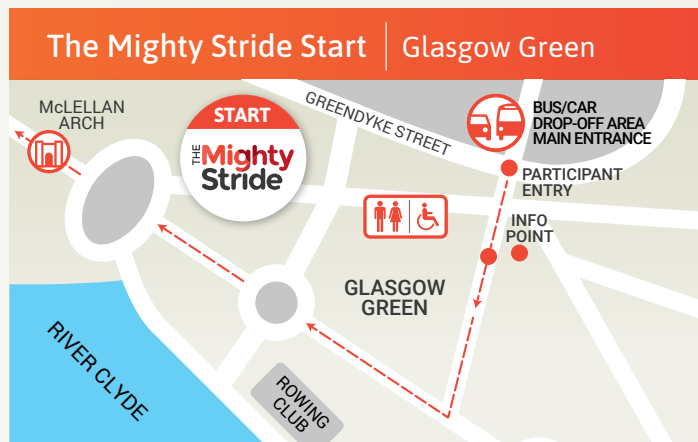 The Mighty Stride Start | Glasgow Green
McLELLAN
ARCH
START
THE Mighty
Stride
GREENDYKE STREET
BUS/CAR
DROP-OFF AREA
MAIN ENTRANCE
PARTICIPANT
ENTRY
INFO
POINT
GLASGOW
GREEN
RIVER CLYDE
ROWING
CLUB